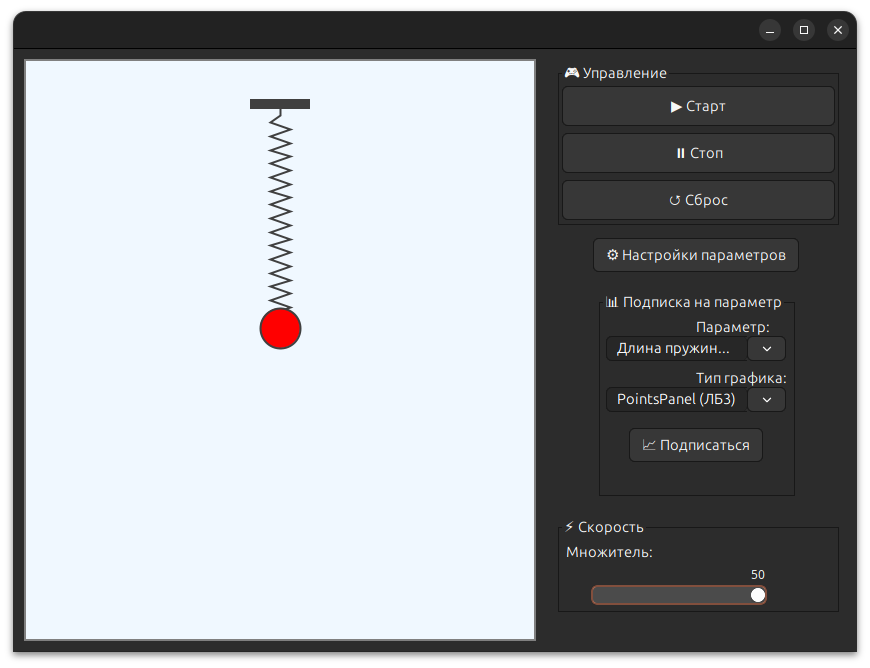 🎮 Управление
▶ Старт
⏸ Стоп
↺ Сброс
⚙ Настройки параметров
📊 Подписка на параметр
Параметр:
Длина пружин...
Тип графика:
PointsPanel (ЛБ3)
📈 Подписаться
⚡ Скорость
Множитель:
50